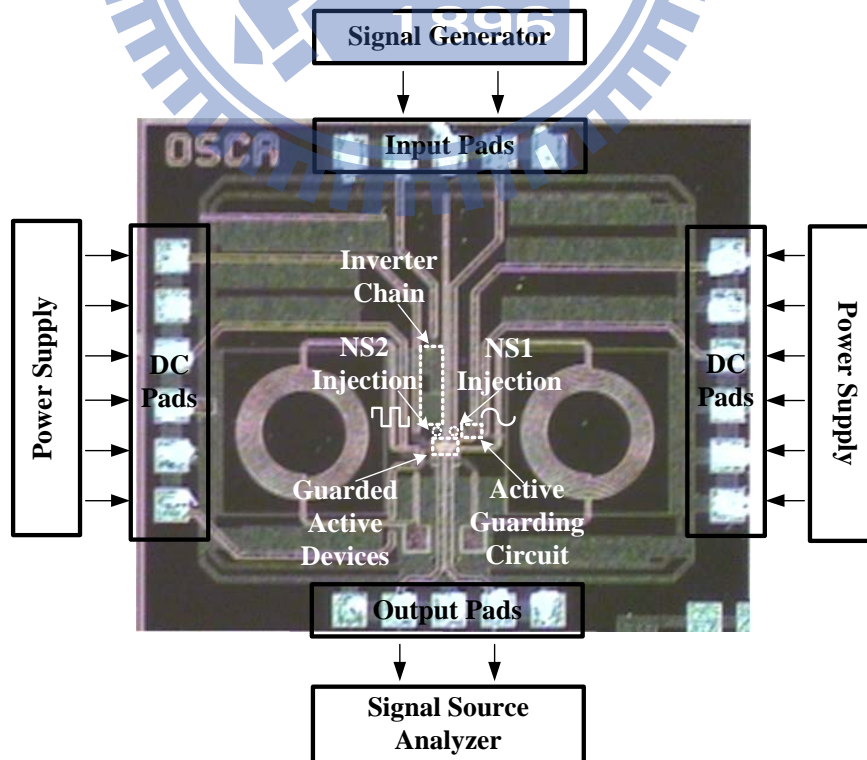 1896
Signal Generator
Input Pads
OSCA
Inverter
Chain
NS2
Injection
NS1
Injection
Power Supply
DC
Pads
DC
Pads
Power Supply
Guarded
Active
Devices
Active
Guarding
Circuit
Output Pads
Signal Source
Analyzer